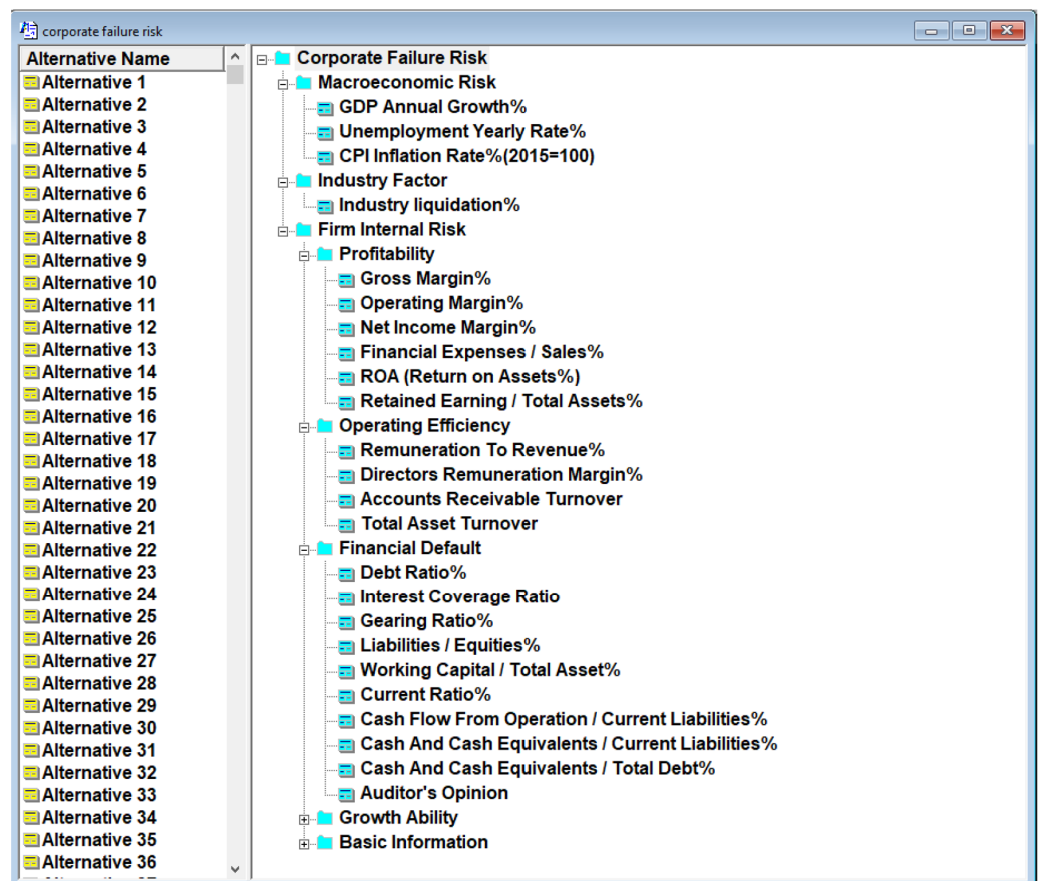 corporate failure risk
Alternative Name
Alternative 1
Alternative 2
Alternative 3
Alternative 4
Alternative 5
Alternative 6
Alternative 7
Alternative 8
Alternative 9
Alternative 10
Alternative 11
Alternative 12
Alternative 13
Alternative 14
Alternative 15
Alternative 16
Alternative 17
Alternative 18
Alternative 19
Alternative 20
Alternative 21
Alternative 22
Alternative 23
Alternative 24
Alternative 25
Alternative 26
Alternative 27
Alternative 28
Alternative 29
Alternative 30
Alternative 31
Alternative 32
Alternative 33
Alternative 34
Alternative 35
Alternative 36
Corporate Failure Risk
Macroeconomic Risk
GDP Annual Growth%
Unemployment Yearly Rate%
CPI Inflation Rate%(2015=100)
Industry Factor
Industry liquidation%
Firm Internal Risk
Profitability
Gross Margin%
Operating Margin%
Net Income Margin%
Financial Expenses / Sales%
ROA (Return on Assets%)
Retained Earning / Total Assets%
Operating Efficiency
Remuneration To Revenue%
Directors Remuneration Margin%
Accounts Receivable Turnover
Total Asset Turnover
Financial Default
Debt Ratio%
Interest Coverage Ratio
Gearing Ratio%
Liabilities / Equities%
Working Capital / Total Asset%
Current Ratio%
Cash Flow From Operation / Current Liabilities%
Cash And Cash Equivalents / Current Liabilities%
Cash And Cash Equivalents / Total Debt%
Auditor's Opinion
Growth Ability
Basic Information